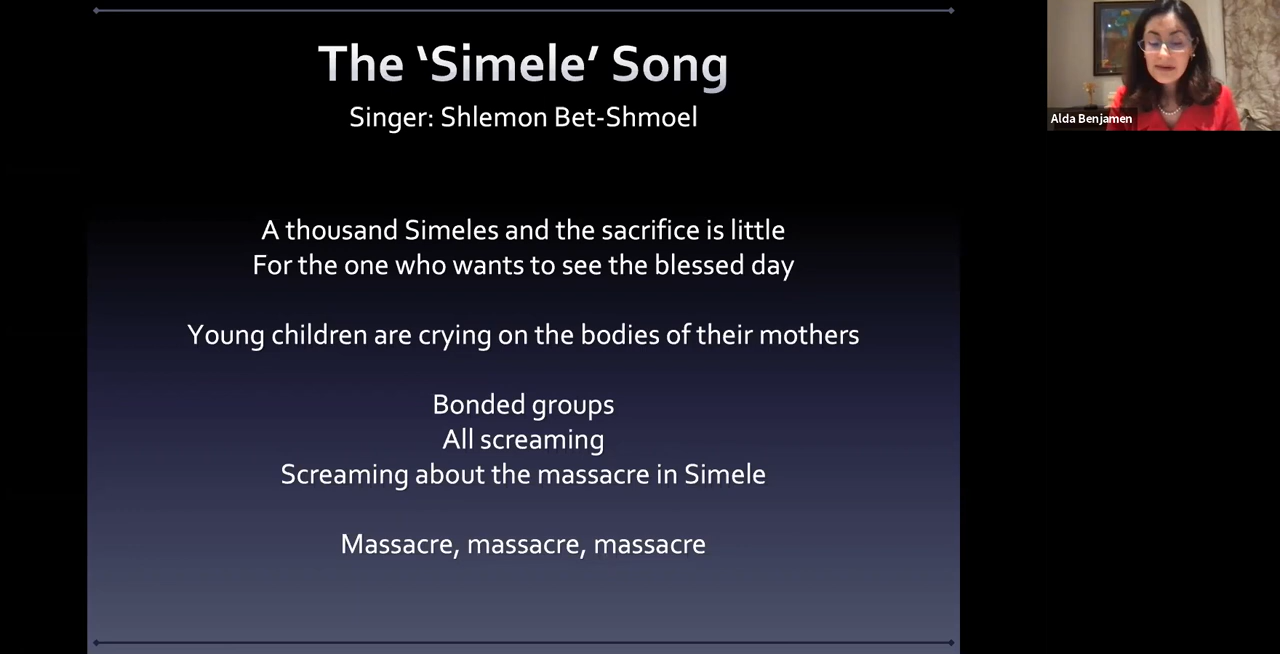 The ‘Simele’ Song
Singer: Shlemon Bet-Shmoel
A thousand Simeles and the sacrifice is little
For the one who wants to see the blessed day
Young children are crying on the bodies of their mothers
Bonded groups
All screaming
Screaming about the massacre in Simele
Massacre, massacre, massacre
Alda Benjamen